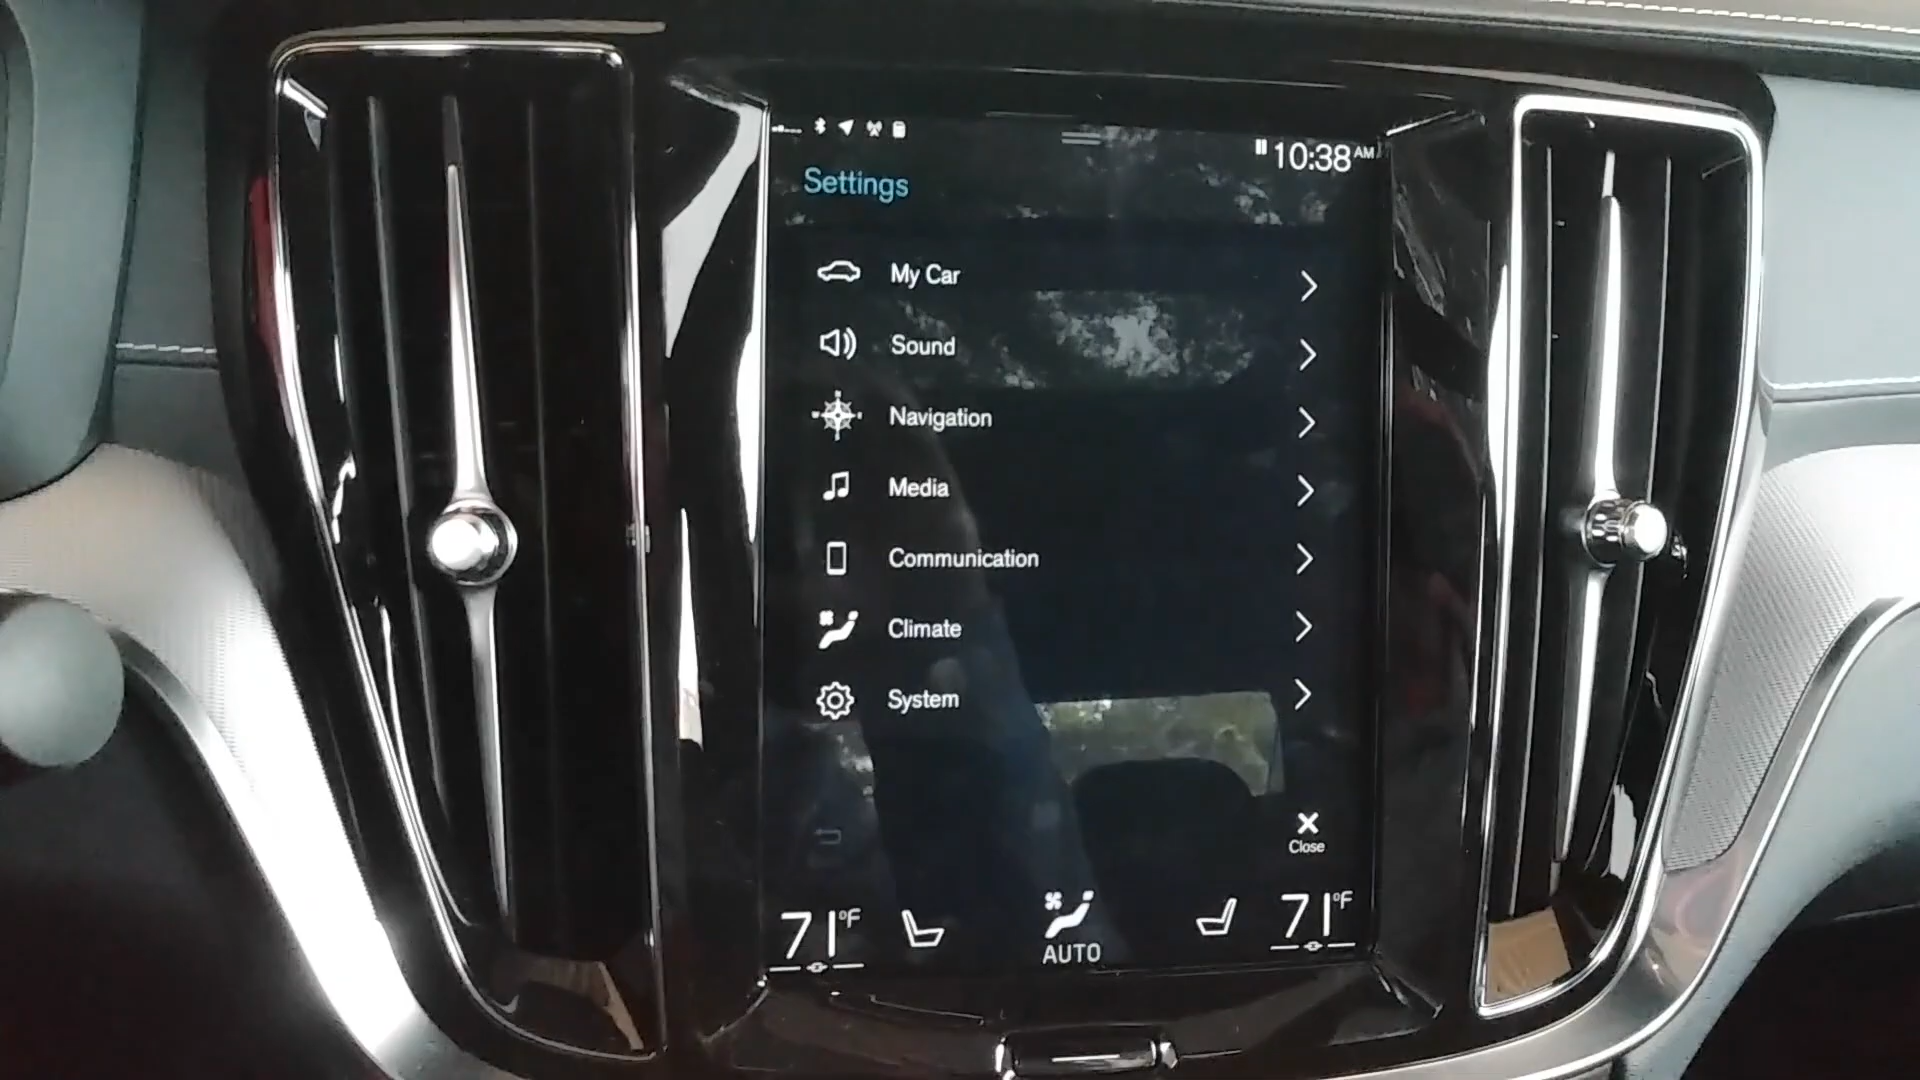 10:38 AM
Settings
My Car
Sound
Navigation
Media
Communication
Climate
System
Close
71°F
AUTO
71°F